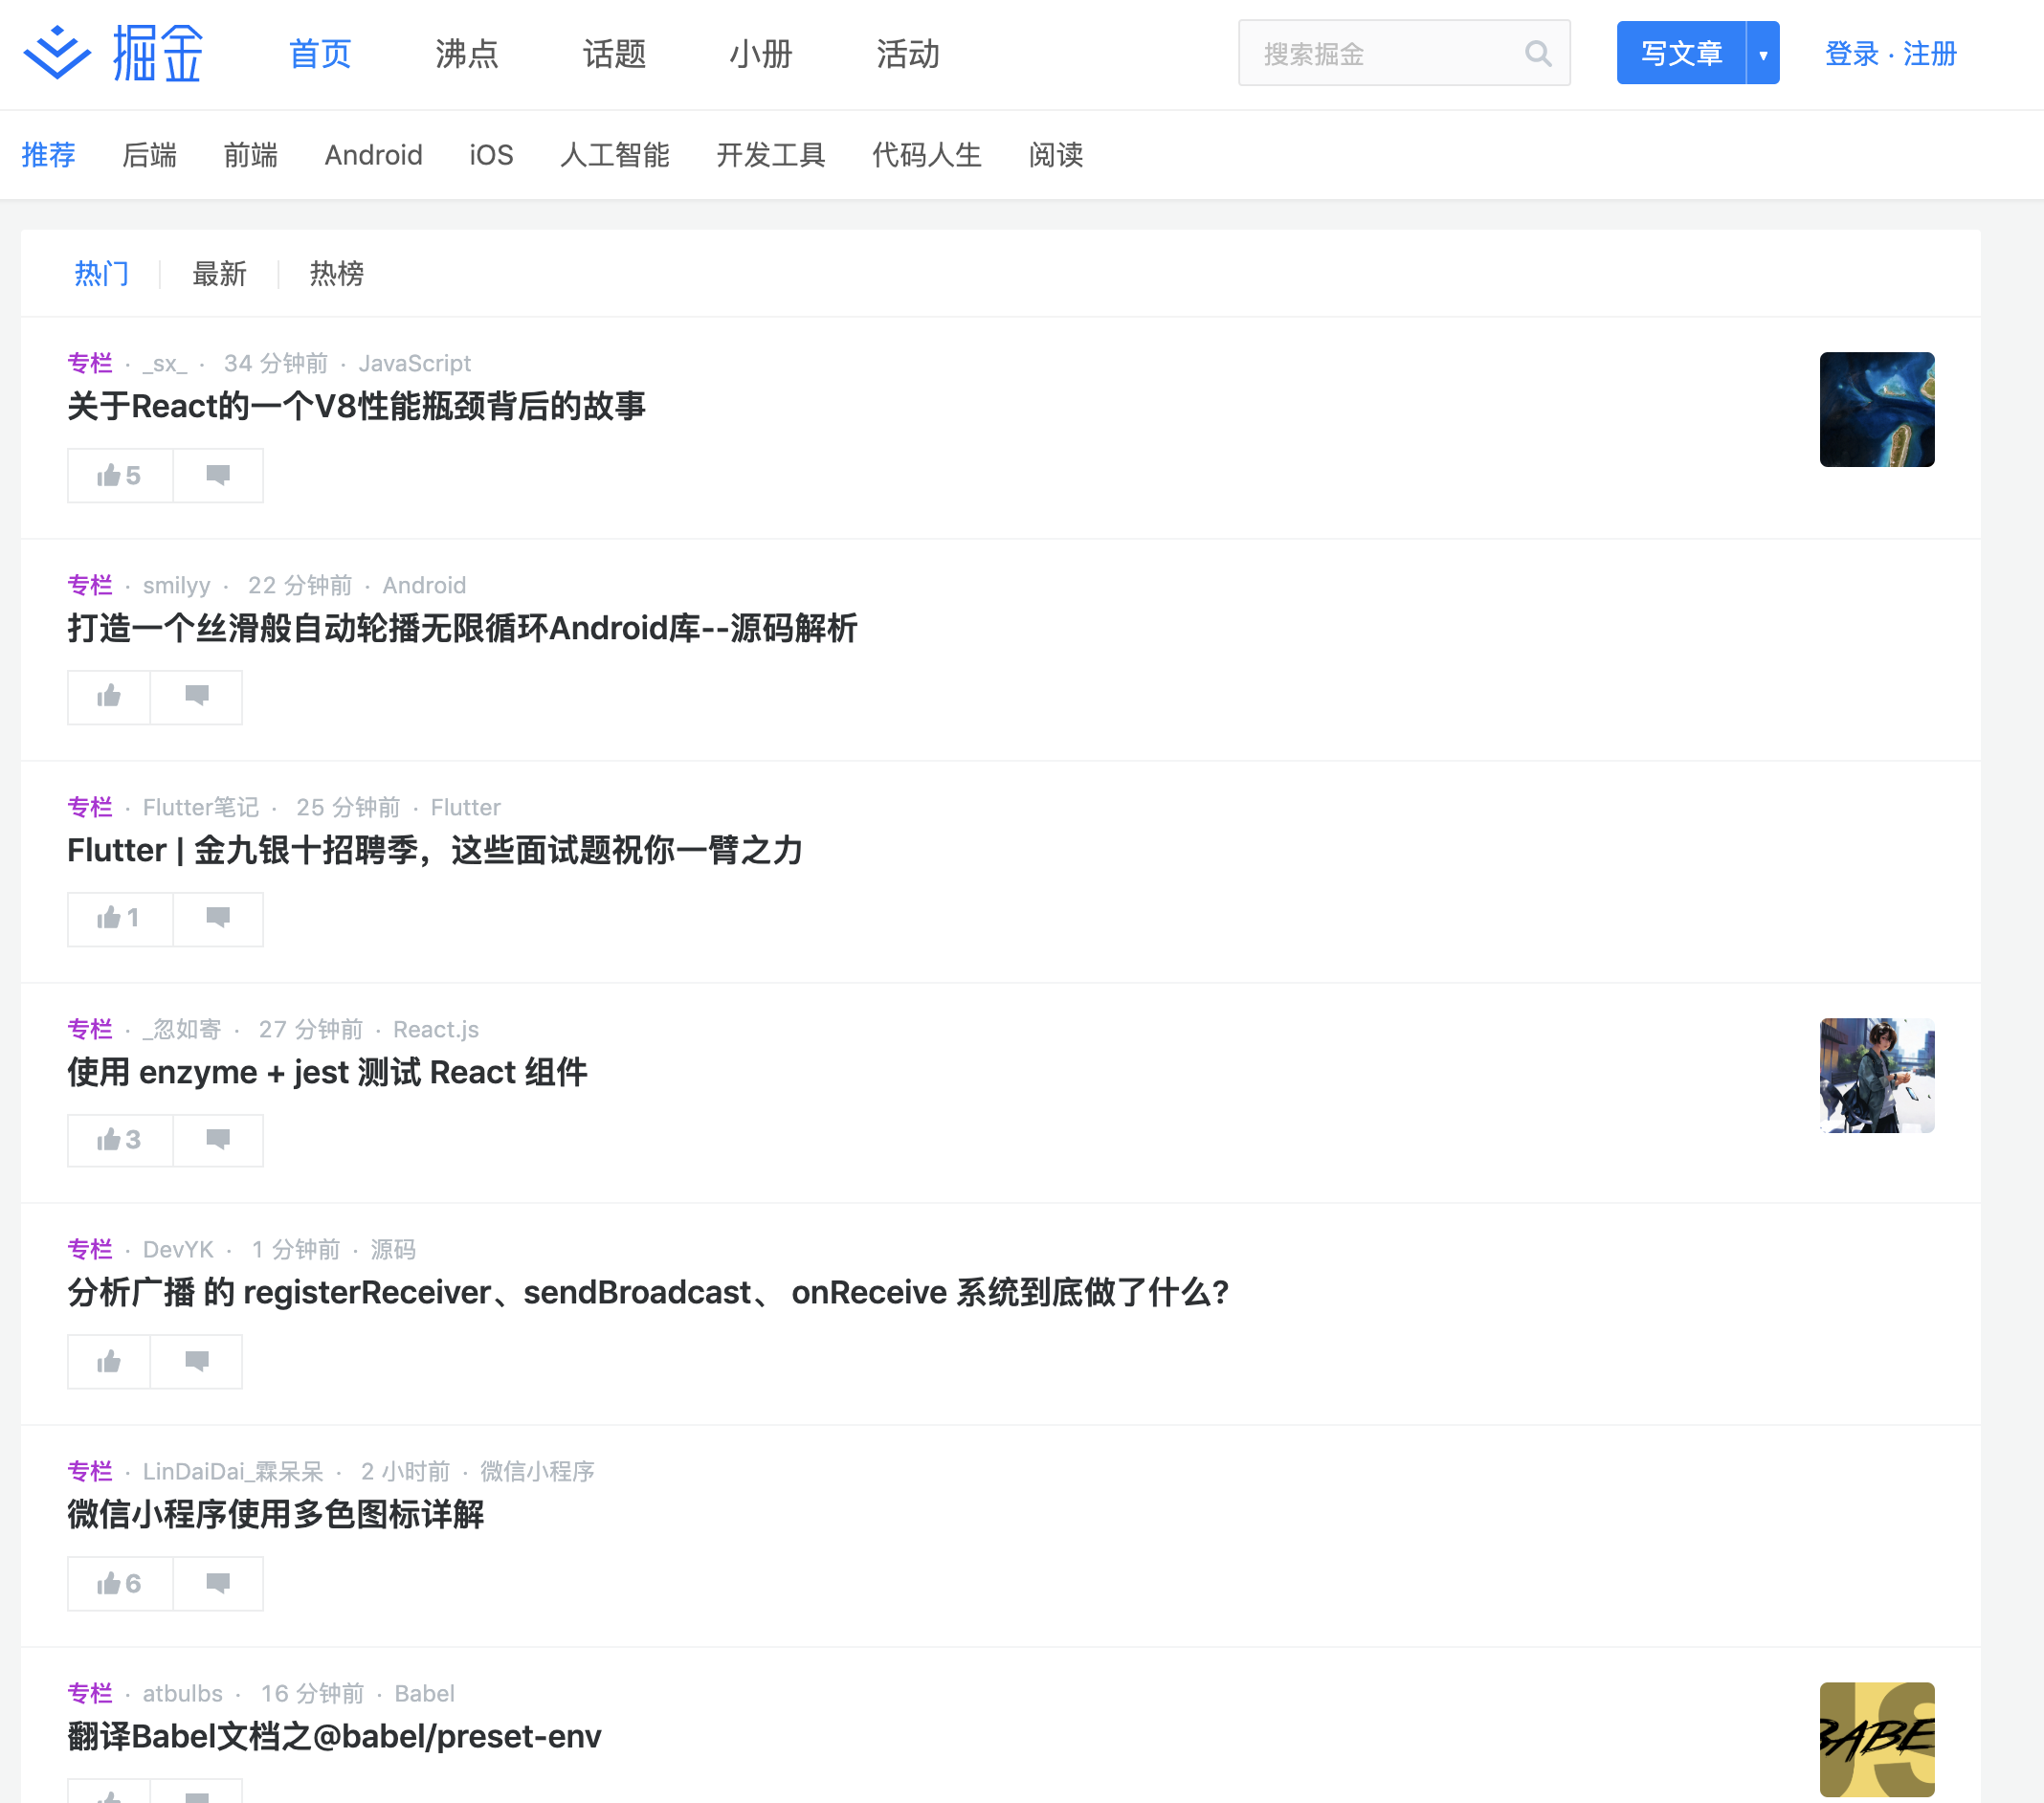 掘金 首页 沸点 话题 小册 活动 搜索掘金 写文章 ▾ 登录 · 注册
推荐 后端 前端 Android iOS 人工智能 开发工具 代码人生 阅读
热门 最新 热榜
专栏 · _sx_ · 34 分钟前 · JavaScript
关于React的一个V8性能瓶颈背后的故事
5
专栏 · smilyy · 22 分钟前 · Android
打造一个丝滑般自动轮播无限循环Android库--源码解析
专栏 · Flutter笔记 · 25 分钟前 · Flutter
Flutter | 金九银十招聘季，这些面试题祝你一臂之力
1
专栏 · _忽如寄 · 27 分钟前 · React.js
使用 enzyme + jest 测试 React 组件
3
专栏 · DevYK · 1 分钟前 · 源码
分析广播 的 registerReceiver、sendBroadcast、 onReceive 系统到底做了什么?
专栏 · LinDaiDai_霖呆呆 · 2 小时前 · 微信小程序
微信小程序使用多色图标详解
6
专栏 · atbulbs · 16 分钟前 · Babel
翻译Babel文档之@babel/preset-env
BABE
JS